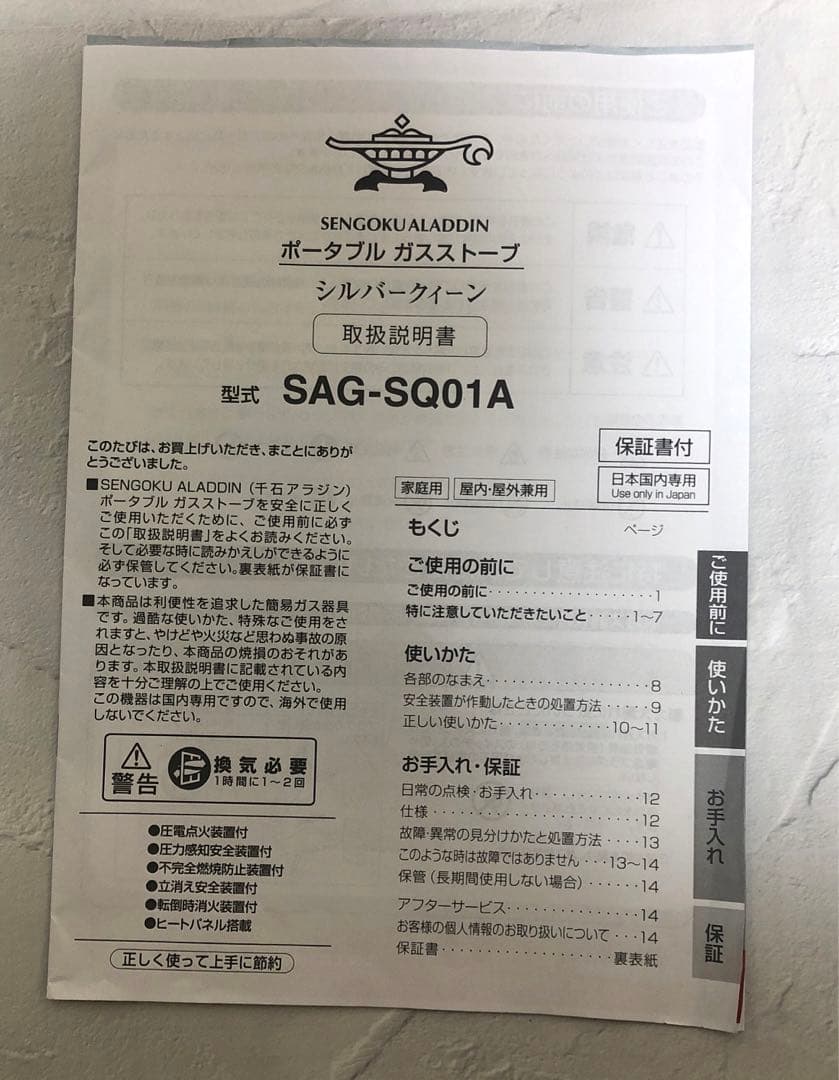 SENGOKU ALADDIN
ポータブル ガスストーブ
シルバークィーン
取扱説明書
型式 SAG-SQ01A
このたびは、お買上げいただき、まことにありが
とうございました。
■SENGOKU ALADDIN(千石アラジン)
ポータブル ガスストーブを安全に正しく
ご使用いただくために、ご使用前に必ず
この「取扱説明書」をよくお読みください。
そして必要な時に読みかえしができるように
必ず保管してください。裏表紙が保証書に
なっています。
■本商品は利便性を追求した簡易ガス器具
です。過酷な使いかた、特殊なご使用をさ
れますと、やけどや火災など思わぬ事故の原
因となったり、本商品の焼損のおそれがあ
ります。本取扱説明書に記載されている内
容を十分ご理解の上でご使用ください。
この機器は国内専用ですので、海外で使用
しないでください。
警告
換気必要
1時間に1～2回
●圧電点火装置付
●圧力感知安全装置付
●不完全燃焼防止装置付
●立消え安全装置付
●転倒時消火装置付
●ヒートパネル搭載
正しく使って上手に節約
保証書付
家庭用 屋内・屋外兼用
日本国内専用
Use only in Japan
もくじ ページ
ご使用の前に
ご使用の前に・・・・・・・・・・・・・・・・・・1
特に注意していただきたいこと・・・・・1～7
使いかた
各部のなまえ・・・・・・・・・・・・・・・・・・8
安全装置が作動したときの処置方法・・・・・9
正しい使いかた・・・・・・・・・・・・10～11
お手入れ・保証
日常の点検・お手入れ・・・・・・・・・・・・12
仕様・・・・・・・・・・・・・・・・・・・・・12
故障・異常の見分けかたと処置方法・・・・13
このような時は故障ではありません・・・13～14
保管(長期間使用しない場合)・・・・・・14
アフターサービス・・・・・・・・・・・・・・14
お客様の個人情報のお取り扱いについて・・・14
保証書・・・・・・・・・・・・・・・・・・・裏表紙
ご使用前に
使いかた
お手入れ
保証